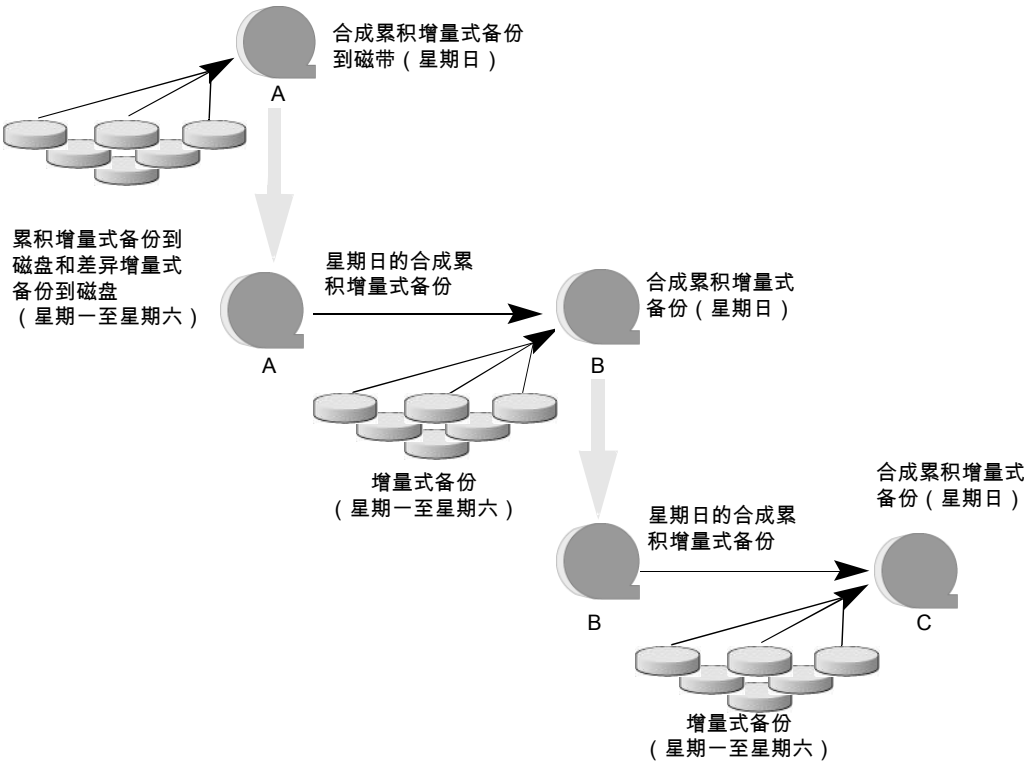 合成累积增量式备份
到磁带（星期日）
A
累积增量式备份到
磁盘和差异增量式
备份到磁盘
（星期一至星期六）
A
星期日的合成累
积增量式备份
合成累积增量式
备份（星期日）
B
增量式备份
（星期一至星期六）
合成累积增量式
备份（星期日）
星期日的合成累
积增量式备份
B
C
增量式备份
（星期一至星期六）